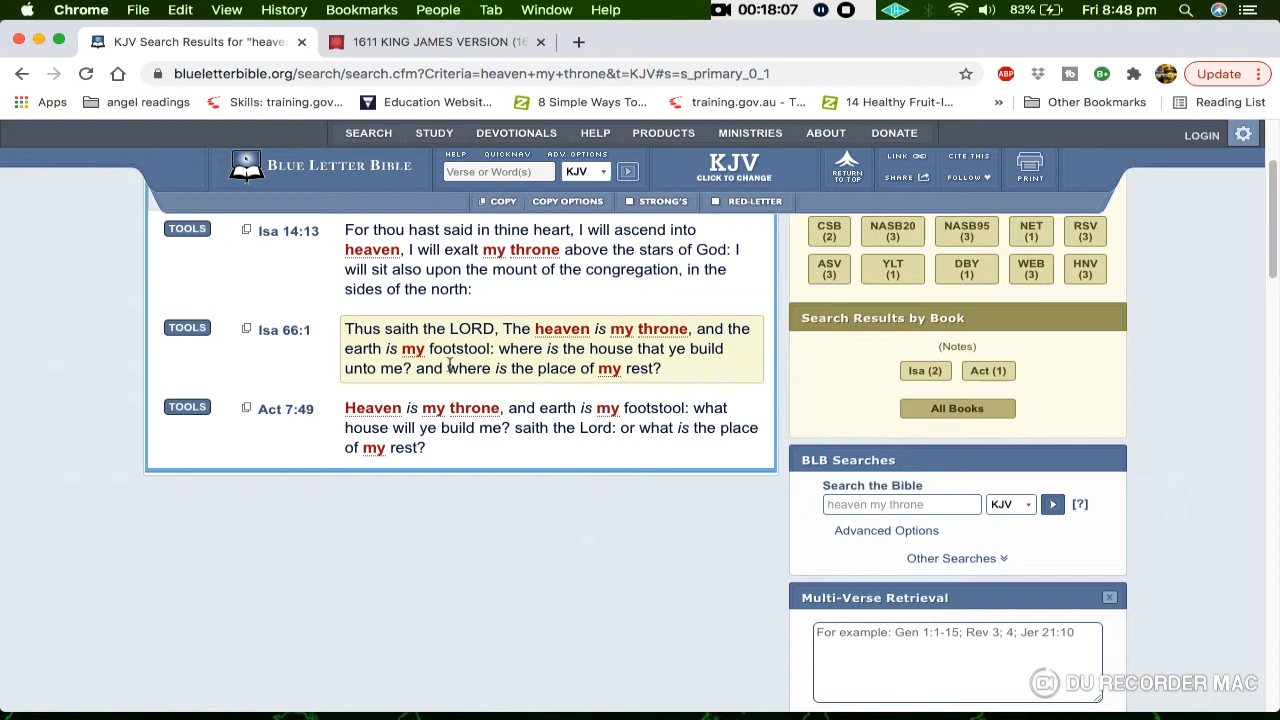 Chrome File Edit View History Bookmarks People Tab Window Help 00:18:07 83% Fri 8:48 pm
KJV Search Results for "heaven 1611 KING JAMES VERSION (16
blueletterbible.org/search/search.cfm?Criteria=heaven+my+throne&t=KJV#s=s_primary_0_1 Update
Apps angel readings Skills: training.gov... Education Websit... 8 Simple Ways To... training.gov.au - T... 14 Healthy Fruit-I... » Other Bookmarks Reading List
SEARCH STUDY DEVOTIONALS HELP PRODUCTS MINISTRIES ABOUT DONATE LOGIN
BLUE LETTER BIBLE
HELP QUICKNAV ADV. OPTIONS
Verse or Word(s) KJV
KJV
CLICK TO CHANGE
RETURN
TO TOP
LINK CITE THIS
SHARE FOLLOW
PRINT
COPY COPY OPTIONS STRONG'S RED-LETTER
TOOLS Isa 14:13 For thou hast said in thine heart, I will ascend into
heaven, I will exalt my throne above the stars of God: I
will sit also upon the mount of the congregation, in the
sides of the north:
TOOLS Isa 66:1 Thus saith the LORD, The heaven is my throne, and the
earth is my footstool: where is the house that ye build
unto me? and where is the place of my rest?
TOOLS Act 7:49 Heaven is my throne, and earth is my footstool: what
house will ye build me? saith the Lord: or what is the place
of my rest?
CSB NASB20 NASB95 NET RSV
(2) (3) (3) (1) (3)
ASV YLT DBY WEB HNV
(3) (1) (1) (3) (3)
Search Results by Book
(Notes)
Isa (2) Act (1)
All Books
BLB Searches
Search the Bible
heaven my throne KJV [?]
Advanced Options
Other Searches
Multi-Verse Retrieval X
For example: Gen 1:1-15; Rev 3; 4; Jer 21:10
DU RECORDER MAC